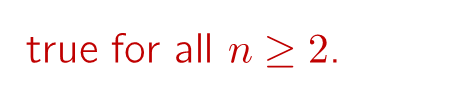 true for all n ≥ 2.